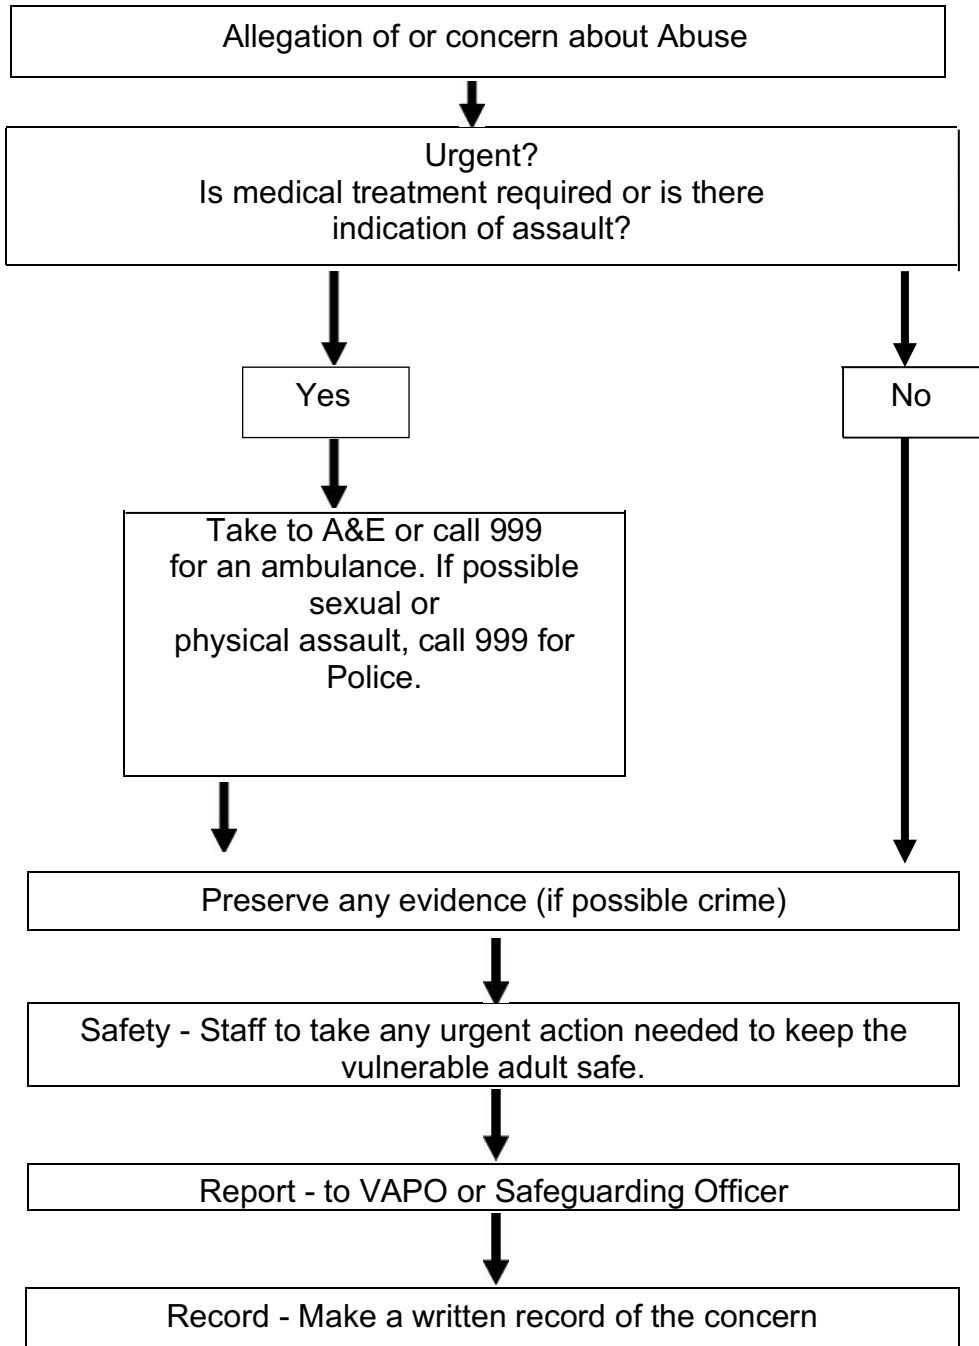 Allegation of or concern about Abuse
Urgent?
Is medical treatment required or is there
indication of assault?
Yes
No
Take to A&E or call 999
for an ambulance. If possible
sexual or
physical assault, call 999 for
Police.
Preserve any evidence (if possible crime)
Safety - Staff to take any urgent action needed to keep the
vulnerable adult safe.
Report - to VAPO or Safeguarding Officer
Record - Make a written record of the concern